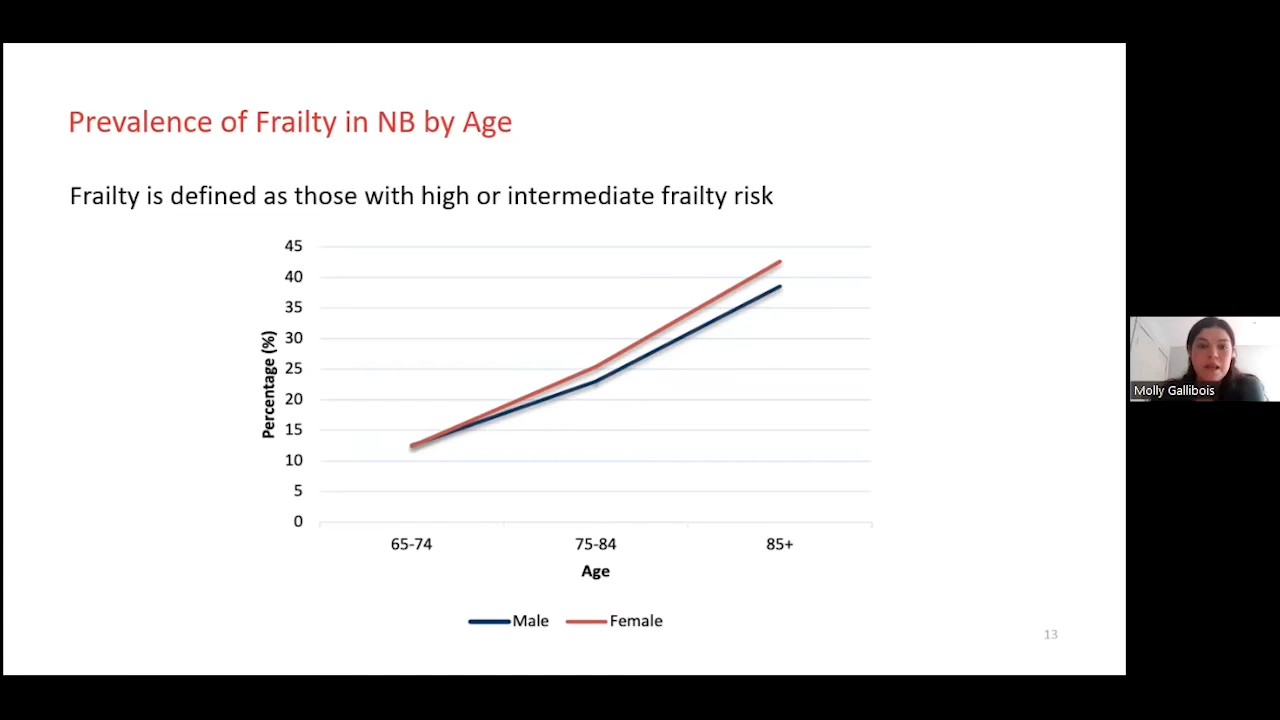 Prevalence of Frailty in NB by Age
Frailty is defined as those with high or intermediate frailty risk
45
40
35
30
25
20
15
10
5
0
Percentage (%)
65-74
75-84
85+
Age
Male
Female
13
Molly Gallibois